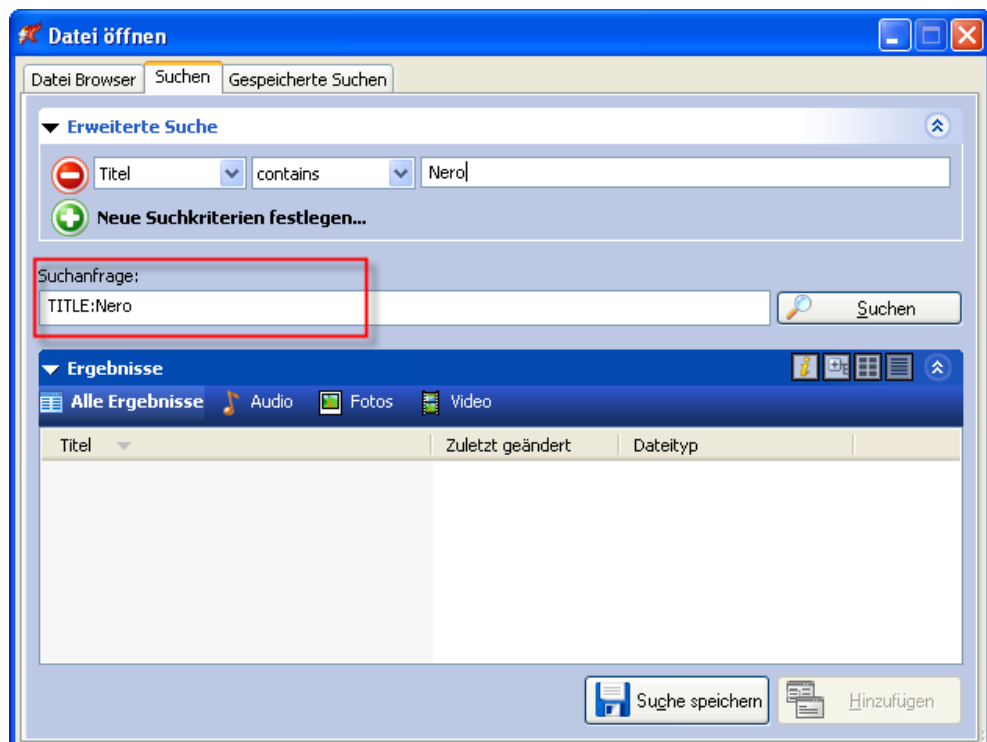 Datei öffnen
Datei Browser Suchen Gespeicherte Suchen
Erweiterte Suche
Titel contains Nero
Neue Suchkriterien festlegen...
Suchanfrage:
TITLE:Nero Suchen
Ergebnisse
Alle Ergebnisse Audio Fotos Video
Titel Zuletzt geändert Dateityp
Suche speichern Hinzufügen